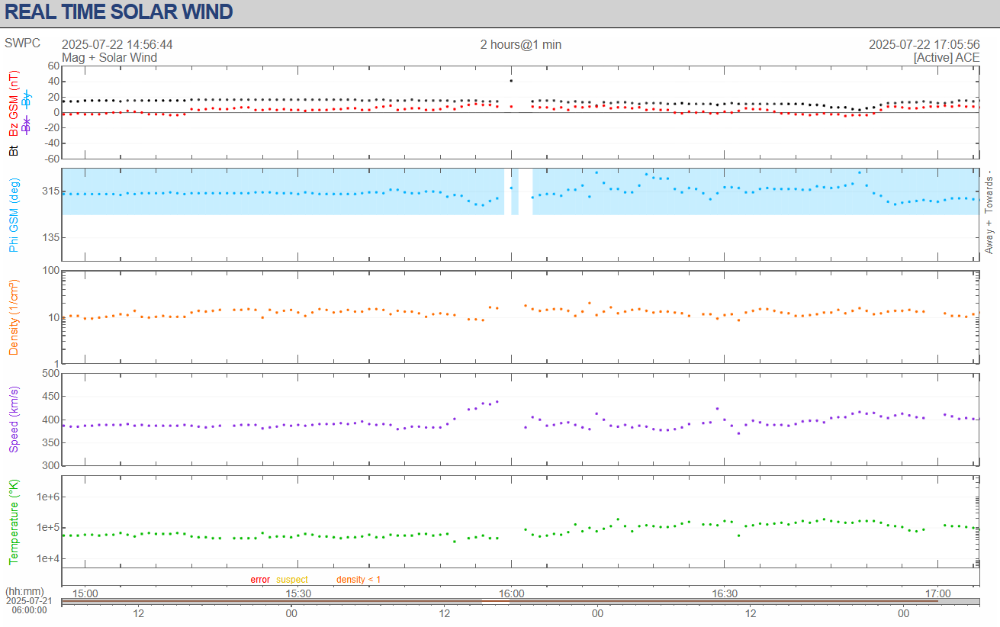 REAL TIME SOLAR WIND
SWPC
2025-07-22 14:56:44
2 hours@1 min
2025-07-22 17:05:56
Mag + Solar Wind
[Active] ACE
Bt Bz GSM (nT)
Bx By
60
40
20
0
-20
-40
-60
Phi GSM (deg)
315
135
Away + Towards -
Density (1/cm³)
100
10
1
Speed (km/s)
500
450
400
350
300
Temperature (°K)
1e+6
1e+5
1e+4
error suspect density < 1
(hh:mm)
15:00 15:30 16:00 16:30 17:00
2025-07-21
06:00:00
12 00 12 00 12 00